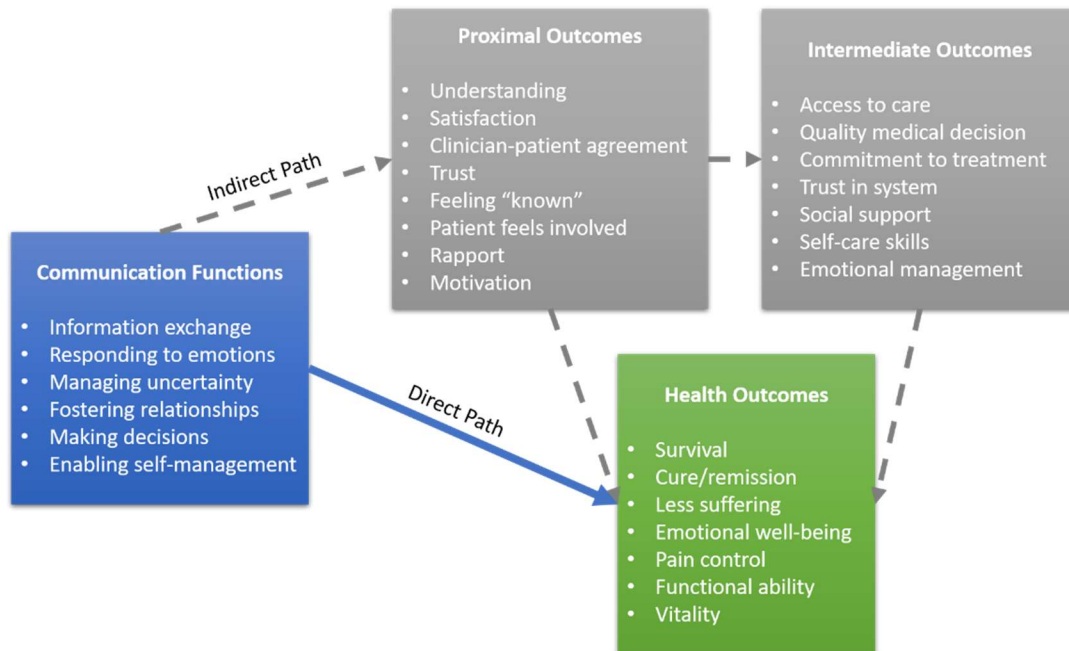 Proximal Outcomes
• Understanding
• Satisfaction
• Clinician-patient agreement
• Trust
• Feeling “known”
• Patient feels involved
• Rapport
• Motivation
Intermediate Outcomes
• Access to care
• Quality medical decision
• Commitment to treatment
• Trust in system
• Social support
• Self-care skills
• Emotional management
Indirect Path
Communication Functions
• Information exchange
• Responding to emotions
• Managing uncertainty
• Fostering relationships
• Making decisions
• Enabling self-management
Direct Path
Health Outcomes
• Survival
• Cure/remission
• Less suffering
• Emotional well-being
• Pain control
• Functional ability
• Vitality